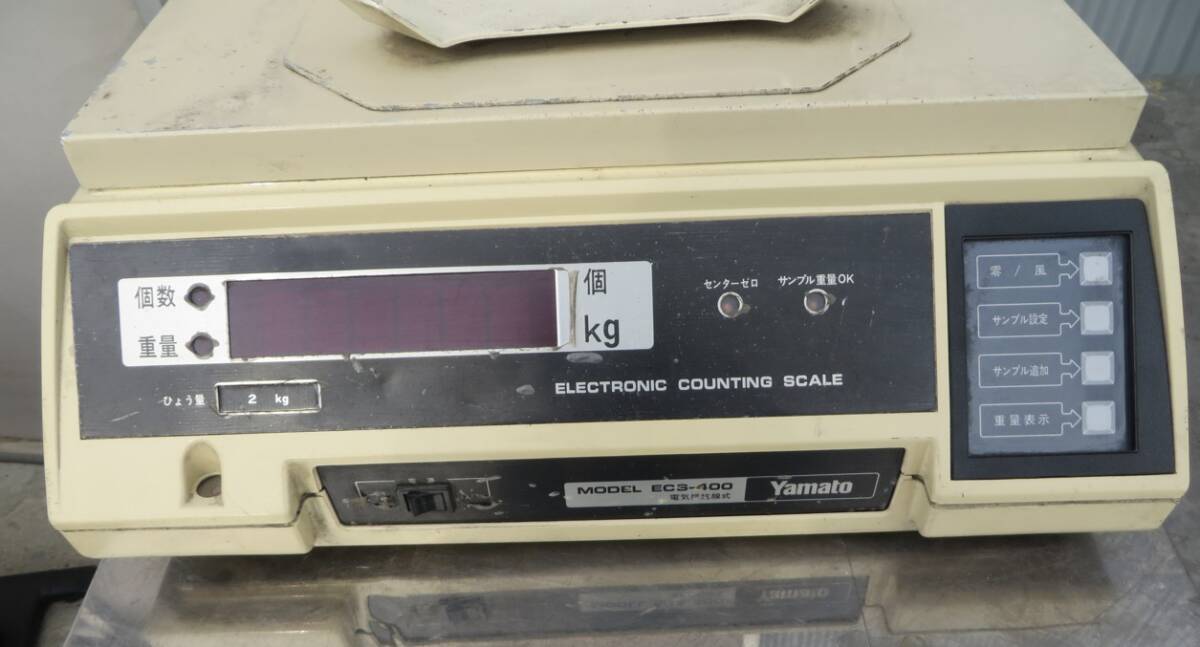 個数
重量
個
kg
センターゼロ
サンプル重量OK
ひょう量
2 kg
ELECTRONIC COUNTING SCALE
零 / 風
サンプル設定
サンプル追加
重量表示
MODEL ECS-400
Yamato